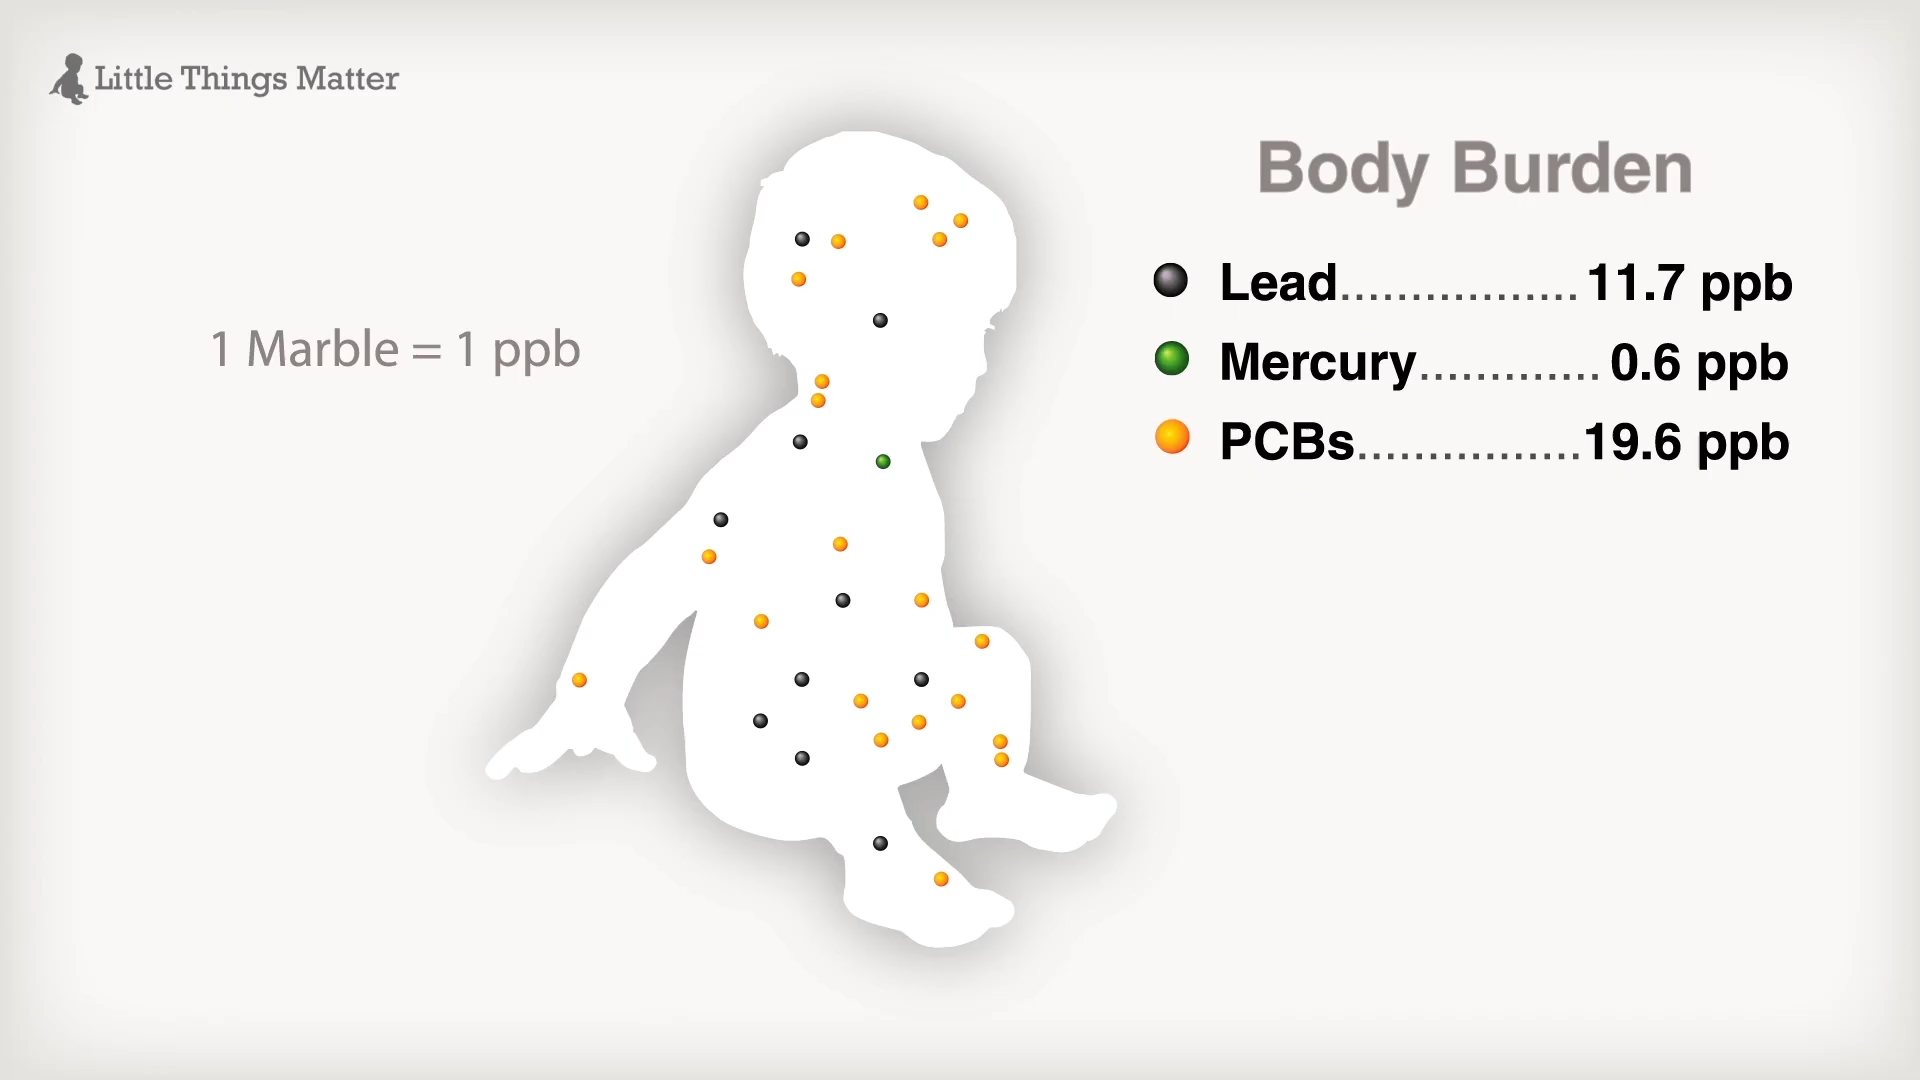 Little Things Matter
Body Burden
Lead................. 11.7 ppb
1 Marble = 1 ppb
Mercury............. 0.6 ppb
PCBs................19.6 ppb